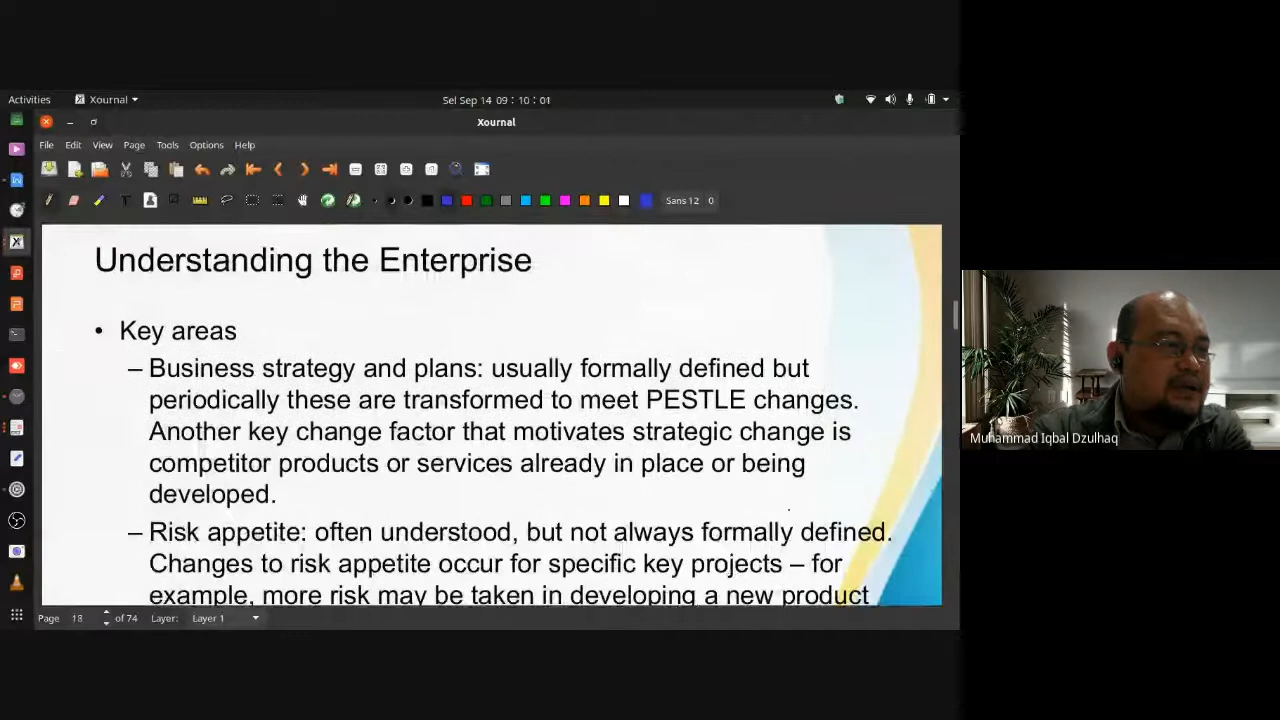 Activities
Xournal
Sel Sep 14 09:10:01
Xournal
File Edit View Page Tools Options Help
Sans 12 0
Understanding the Enterprise
• Key areas
– Business strategy and plans: usually formally defined but
periodically these are transformed to meet PESTLE changes.
Another key change factor that motivates strategic change is
competitor products or services already in place or being
developed.
– Risk appetite: often understood, but not always formally defined.
Changes to risk appetite occur for specific key projects – for
example, more risk may be taken in developing a new product
Muhammad Iqbal Dzulhaq
Page 18 of 74 Layer: Layer 1